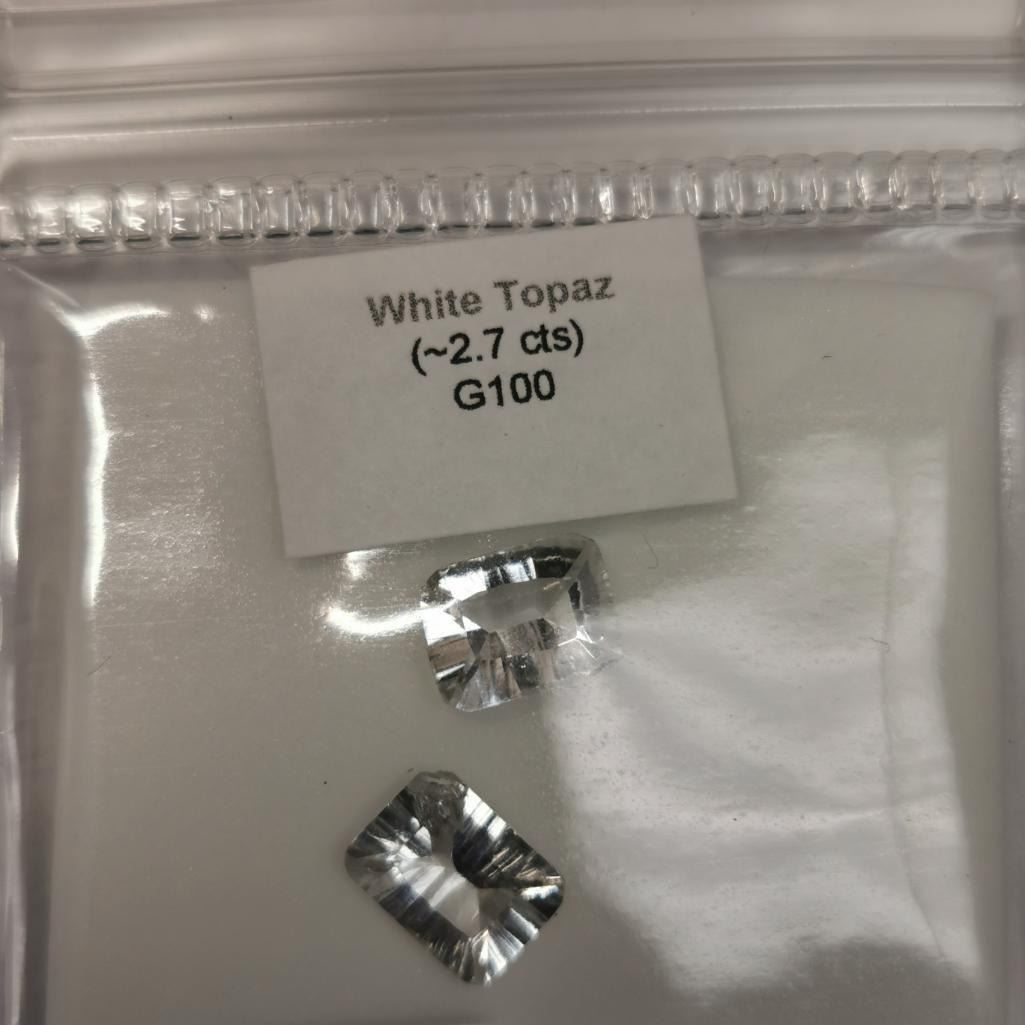 White Topaz
(~2.7 cts)
G100